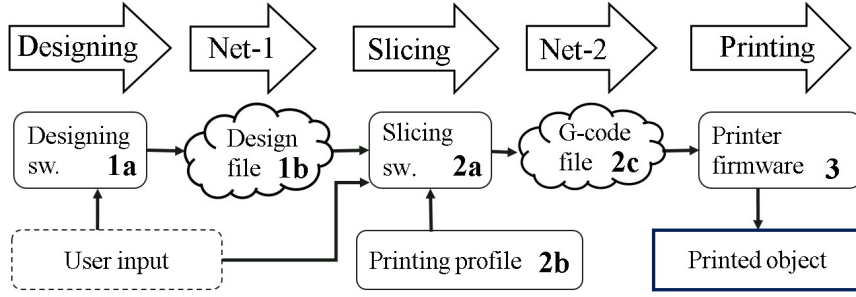 Designing
Net-1
Slicing
Net-2
Printing
Designing
sw. 1a
Design
file 1b
Slicing
sw. 2a
G-code
file 2c
Printer
firmware 3
User input
Printing profile 2b
Printed object